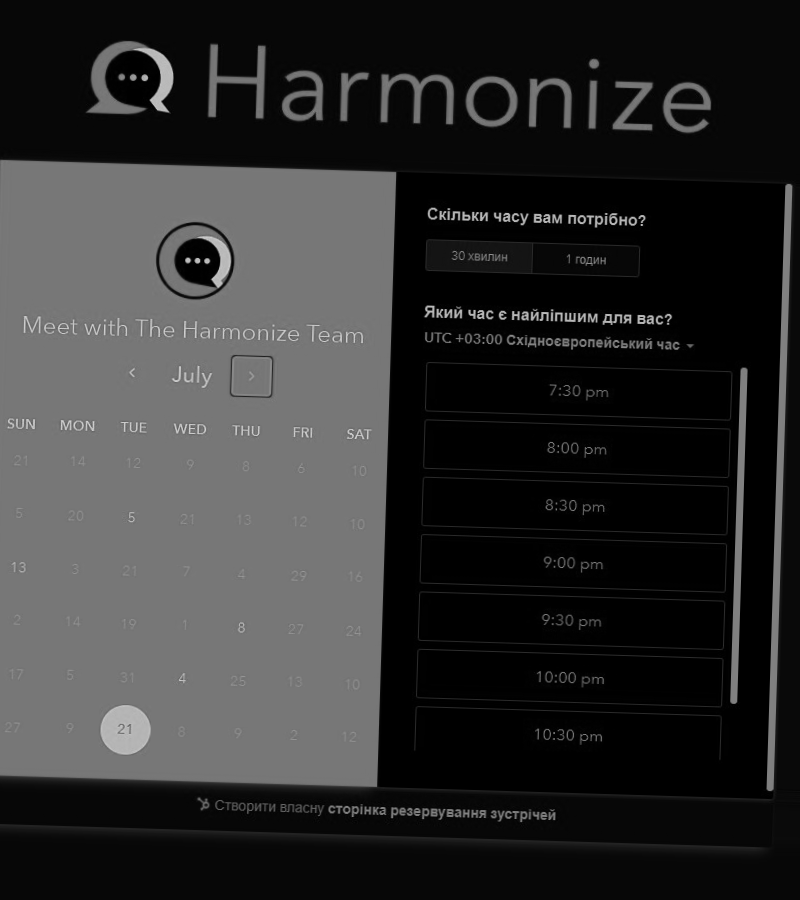 Harmonize
Meet with The Harmonize Team
July
SUN MON TUE WED THU FRI SAT
21 14 12 9 8 6 10
5 20 5 21 13 12 10
13 3 21 7 4 29 16
2 14 19 1 8 27 24
17 5 31 4 25 13 10
27 9 21 8 9 2 12
Скільки часу вам потрібно?
30 хвилин 1 годин
Який час є найліпшим для вас?
UTC +03:00 Східноєвропейський час
7:30 pm
8:00 pm
8:30 pm
9:00 pm
9:30 pm
10:00 pm
10:30 pm
Створити власну сторінка резервування зустрічей